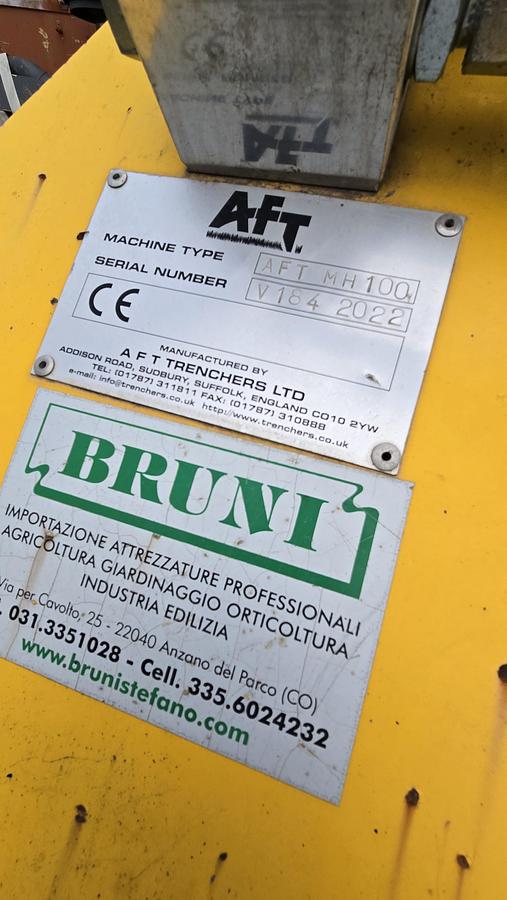 AFT
MACHINE TYPE AFT MH100
SERIAL NUMBER V184 2022
CE
MANUFACTURED BY
A F T TRENCHERS LTD
ADDISON ROAD, SUDBURY, SUFFOLK, ENGLAND CO10 2YW
TEL: (01787) 311811 FAX: (01787) 310888
e-mail: info@trenchers.co.uk http://www.trenchers.co.uk
BRUNI
IMPORTAZIONE ATTREZZATURE PROFESSIONALI
AGRICOLTURA GIARDINAGGIO ORTICOLTURA
INDUSTRIA EDILIZIA
Via per Cavolto, 25 - 22040 Anzano del Parco (CO)
031.3351028 - Cell. 335.6024232
www.brunistefano.com